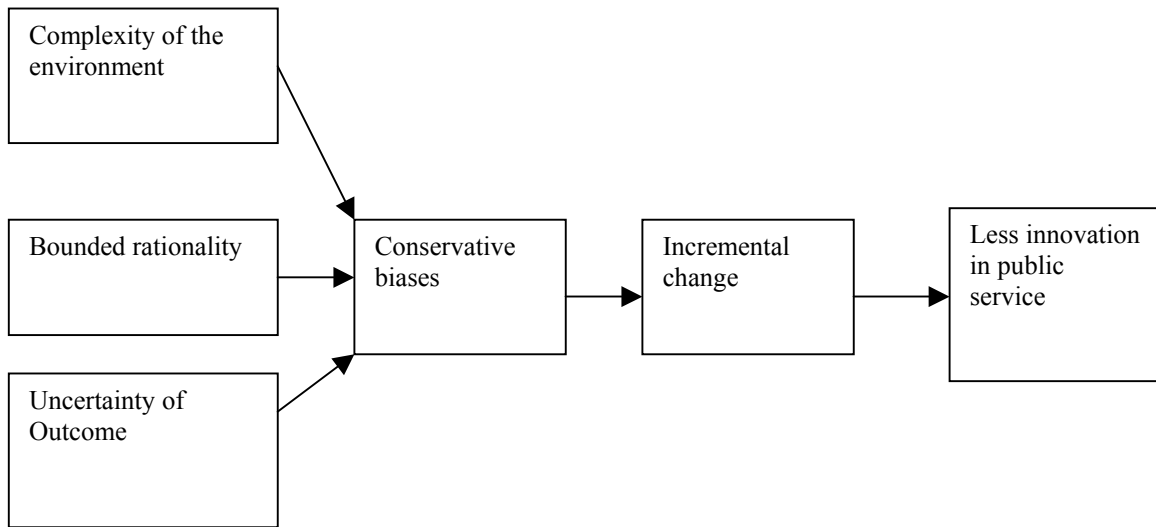 Complexity of the
environment
Bounded rationality
Uncertainty of
Outcome
Conservative
biases
Incremental
change
Less innovation
in public
service